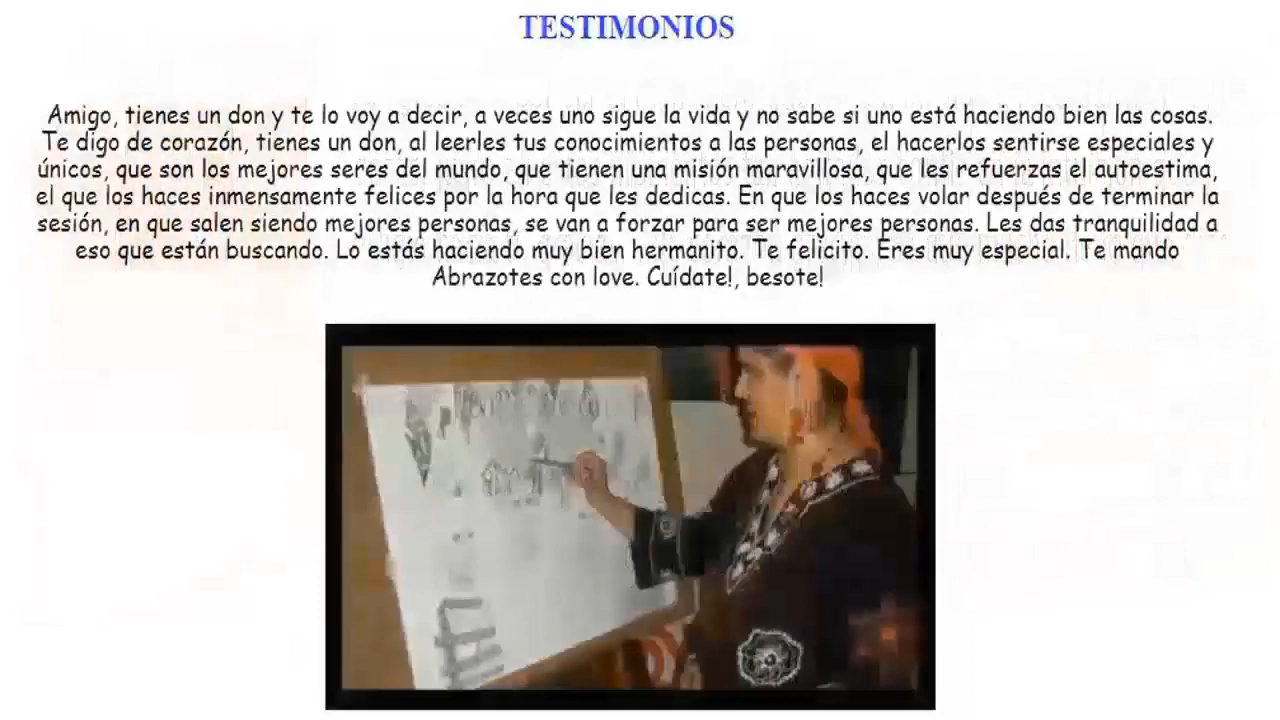 TESTIMONIOS
Amigo, tienes un don y te lo voy a decir, a veces uno sigue la vida y no sabe si uno está haciendo bien las cosas.
Te digo de corazón, tienes un don, al leerles tus conocimientos a las personas, el hacerlos sentirse especiales y
únicos, que son los mejores seres del mundo, que tienen una misión maravillosa, que les refuerzas el autoestima,
el que los haces inmensamente felices por la hora que les dedicas. En que los haces volar después de terminar la
sesión, en que salen siendo mejores personas, se van a forzar para ser mejores personas. Les das tranquilidad a
eso que están buscando. Lo estás haciendo muy bien hermanito. Te felicito. Eres muy especial. Te mando
Abrazotes con love. Cuídate!, besote!